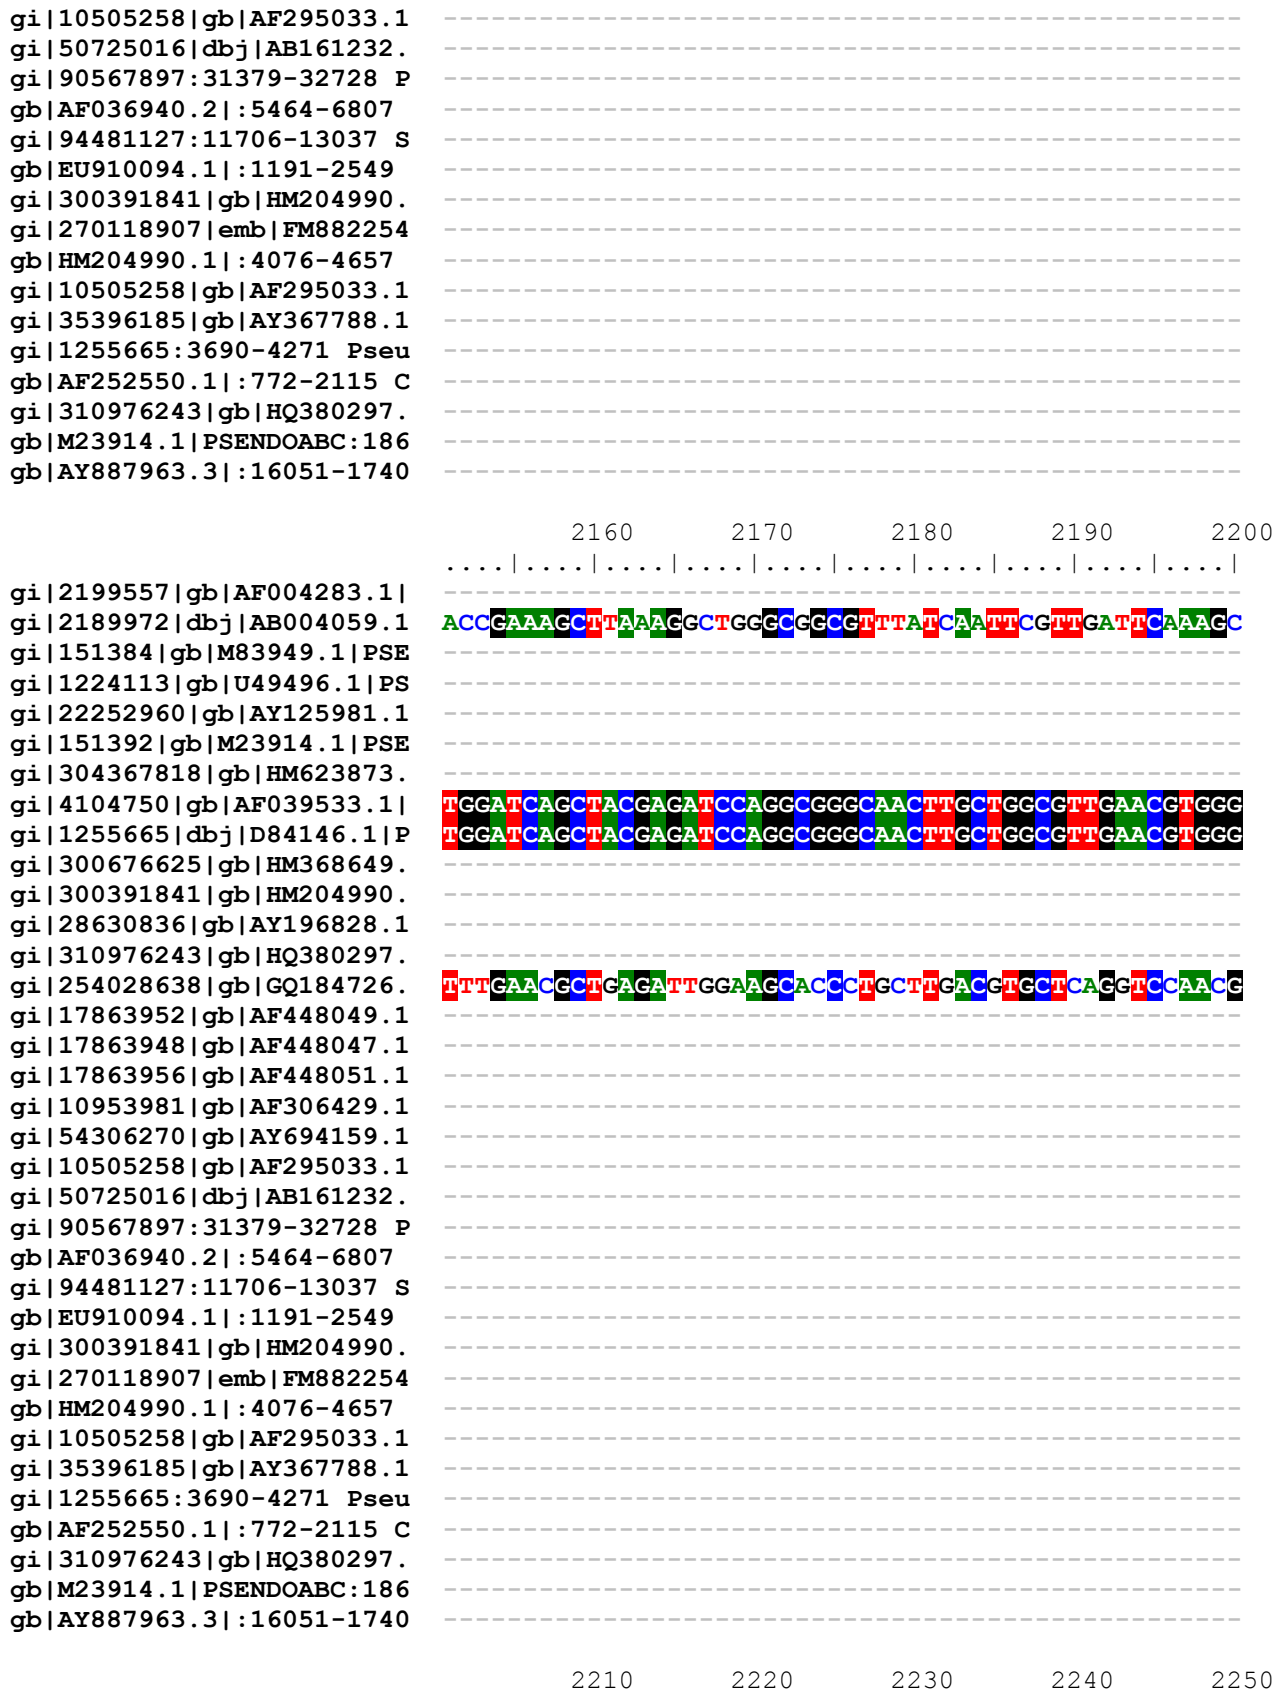 gi|10505258|gb|AF295033.1 --------------------------------------------------
gi|50725016|dbj|AB161232. --------------------------------------------------
gi|90567897:31379-32728 P --------------------------------------------------
gb|AF036940.2|:5464-6807 --------------------------------------------------
gi|94481127:11706-13037 S --------------------------------------------------
gb|EU910094.1|:1191-2549 --------------------------------------------------
gi|300391841|gb|HM204990. --------------------------------------------------
gi|270118907|emb|FM882254 --------------------------------------------------
gb|HM204990.1|:4076-4657 --------------------------------------------------
gi|10505258|gb|AF295033.1 --------------------------------------------------
gi|35396185|gb|AY367788.1 --------------------------------------------------
gi|1255665:3690-4271 Pseu --------------------------------------------------
gb|AF252550.1|:772-2115 C --------------------------------------------------
gi|310976243|gb|HQ380297. --------------------------------------------------
gb|M23914.1|PSENDOABC:186 --------------------------------------------------
gb|AY887963.3|:16051-1740 --------------------------------------------------
2160 2170 2180 2190 2200
....|....|....|....|....|....|....|....|....|....|
gi|2199557|gb|AF004283.1| --------------------------------------------------
gi|2189972|dbj|AB004059.1 ACCGAAAGCTTAAAGGCTGGGCGGCGTTTATCAATTCGTTGATTCAAAGC
gi|151384|gb|M83949.1|PSE --------------------------------------------------
gi|1224113|gb|U49496.1|PS --------------------------------------------------
gi|22252960|gb|AY125981.1 --------------------------------------------------
gi|151392|gb|M23914.1|PSE --------------------------------------------------
gi|304367818|gb|HM623873. --------------------------------------------------
gi|4104750|gb|AF039533.1| TGGATCAGCTACGAGATCCAGGCGGGCAACTTGCTGGCGTTGAACGTGGG
gi|1255665|dbj|D84146.1|P TGGATCAGCTACGAGATCCAGGCGGGCAACTTGCTGGCGTTGAACGTGGG
gi|300676625|gb|HM368649. --------------------------------------------------
gi|300391841|gb|HM204990. --------------------------------------------------
gi|28630836|gb|AY196828.1 --------------------------------------------------
gi|310976243|gb|HQ380297. --------------------------------------------------
gi|254028638|gb|GQ184726. TTTGAACGCTGAGATTGGAAGCACCCTGCTTGACGTGCTCAGGTCCAACG
gi|17863952|gb|AF448049.1 --------------------------------------------------
gi|17863948|gb|AF448047.1 --------------------------------------------------
gi|17863956|gb|AF448051.1 --------------------------------------------------
gi|10953981|gb|AF306429.1 --------------------------------------------------
gi|54306270|gb|AY694159.1 --------------------------------------------------
gi|10505258|gb|AF295033.1 --------------------------------------------------
gi|50725016|dbj|AB161232. --------------------------------------------------
gi|90567897:31379-32728 P --------------------------------------------------
gb|AF036940.2|:5464-6807 --------------------------------------------------
gi|94481127:11706-13037 S --------------------------------------------------
gb|EU910094.1|:1191-2549 --------------------------------------------------
gi|300391841|gb|HM204990. --------------------------------------------------
gi|270118907|emb|FM882254 --------------------------------------------------
gb|HM204990.1|:4076-4657 --------------------------------------------------
gi|10505258|gb|AF295033.1 --------------------------------------------------
gi|35396185|gb|AY367788.1 --------------------------------------------------
gi|1255665:3690-4271 Pseu --------------------------------------------------
gb|AF252550.1|:772-2115 C --------------------------------------------------
gi|310976243|gb|HQ380297. --------------------------------------------------
gb|M23914.1|PSENDOABC:186 --------------------------------------------------
gb|AY887963.3|:16051-1740 --------------------------------------------------
2210 2220 2230 2240 2250